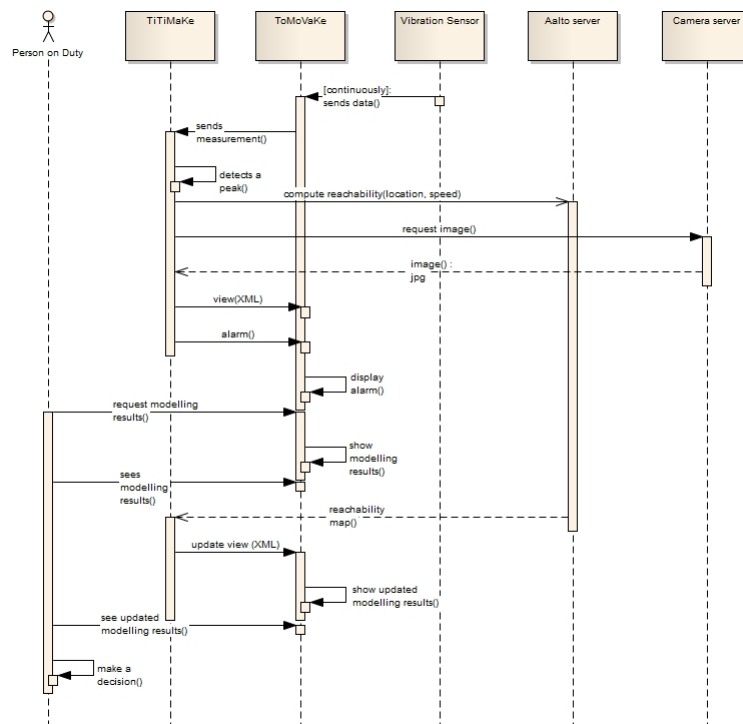 Person on Duty
TiTiMaKe
ToMoVaKe
Vibration Sensor
Aalto server
Camera server
[continuously]:
sends data()
sends
measurement()
detects a
peak()
compute reachability(location, speed)
request image()
image() :
jpg
view(XML)
alarm()
display
alarm()
request modelling
results()
show
modelling
results()
sees
modelling
results()
reachability
map()
update view (XML)
show updated
modelling results()
see updated
modelling results()
make a
decision()